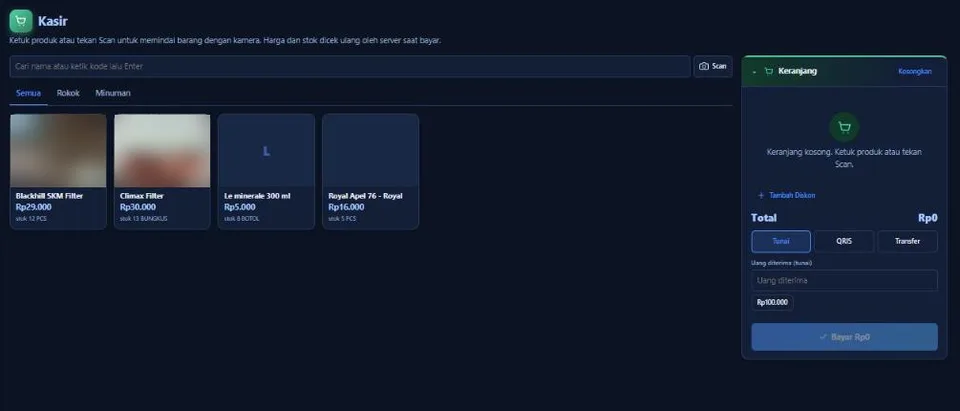 Kasir
Ketuk produk atau tekan Scan untuk memindai barang dengan kamera. Harga dan stok dicek ulang oleh server saat bayar.
Cari nama atau ketik kode lalu Enter
Scan
Semua
Rokok
Minuman
Blackhill SKM Filter
Rp29.000
stok 12 PCS
Climax Filter
Rp30.000
stok 13 BUNGKUS
L
Le minerale 300 ml
Rp5.000
stok 8 BOTOL
Royal Apel 76 - Royal
Rp16.000
stok 5 PCS
Keranjang
Kosongkan
Keranjang kosong. Ketuk produk atau tekan
Scan.
+ Tambah Diskon
Total
Rp0
Tunai
QRIS
Transfer
Uang diterima (tunai)
Uang diterima
Rp100.000
Bayar Rp0